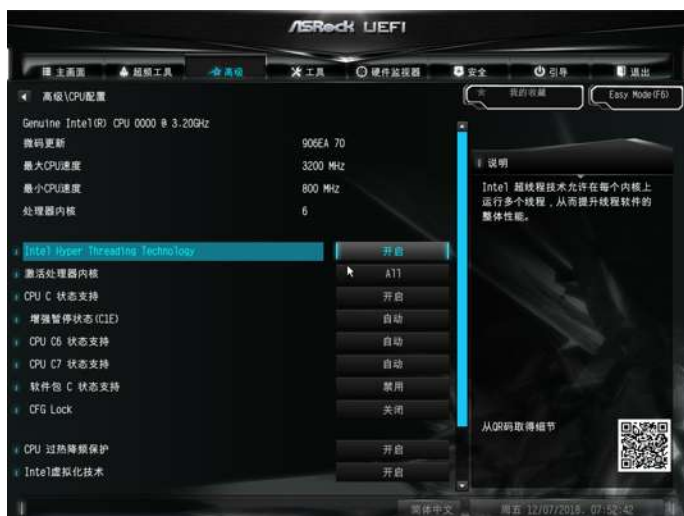 ASRock UEFI
主画面 超频工具 高级 工具 硬件监视器 安全 引导 退出
高级\CPU配置
我的收藏
Easy Mode(F6)
Genuine Intel(R) CPU 0000 @ 3.20GHz
微码更新 906EA 70
最大CPU速度 3200 MHz
最小CPU速度 800 MHz
处理器内核 6
Intel Hyper Threading Technology 开启
激活处理器内核 All
CPU C 状态支持 开启
增强暂停状态(C1E) 自动
CPU C6 状态支持 自动
CPU C7 状态支持 自动
软件包 C 状态支持 禁用
CFG Lock 关闭
CPU 过热降频保护 开启
Intel虚拟化技术 开启
说明
Intel 超线程技术允许在每个内核上
运行多个线程，从而提升线程软件的
整体性能。
从QR码取得细节
简体中文
周五 12/07/2018. 07:52:42